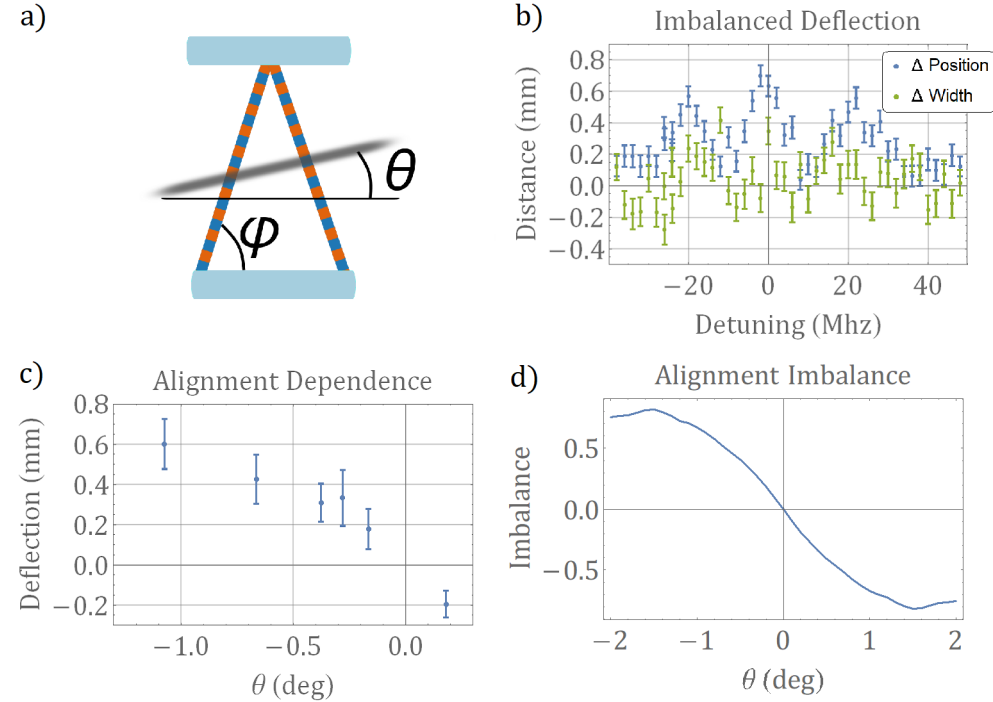 a)
θ
φ
b)
Imbalanced Deflection
Distance (mm)
0.8
0.6
0.4
0.2
0.0
−0.2
−0.4
Δ Position
Δ Width
−20 0 20 40
Detuning (Mhz)
c)
Alignment Dependence
Deflection (mm)
0.8
0.6
0.4
0.2
0.0
−0.2
−1.0 −0.5 0.0
θ (deg)
d)
Alignment Imbalance
Imbalance
0.5
0.0
−0.5
−2 −1 0 1 2
θ (deg)